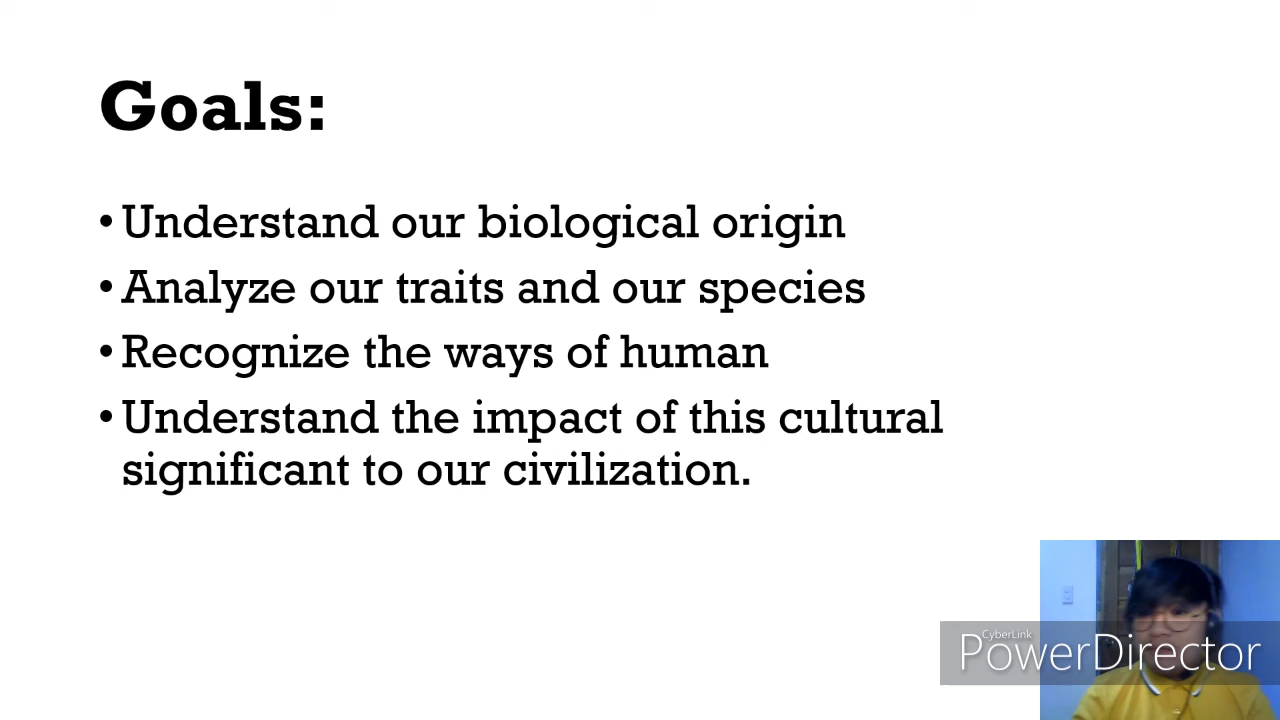 Goals:
• Understand our biological origin
• Analyze our traits and our species
• Recognize the ways of human
• Understand the impact of this cultural
significant to our civilization.
CyberLink
PowerDirector